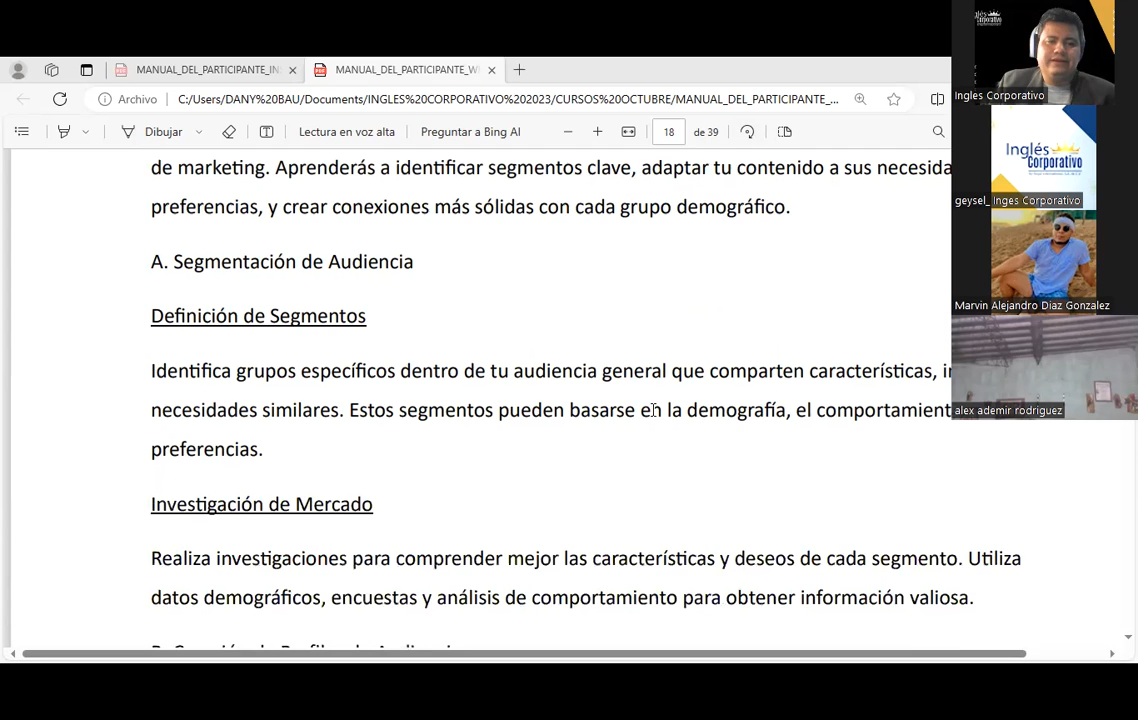 Inglés
Corporativo
Ingles Corporativo
MANUAL_DEL_PARTICIPANTE_IN
MANUAL_DEL_PARTICIPANTE_W
Archivo
C:/Users/DANY%20BAU/Documents/INGLES%20CORPORATIVO%202023/CURSOS%20OCTUBRE/MANUAL_DEL_PARTICIPANTE_...
Dibujar
Lectura en voz alta
Preguntar a Bing AI
18
de 39
Inglés
Corporativo
geysel_ Inges Corporativo
Marvin Alejandro Diaz Gonzalez
alex ademir rodriguez
de marketing. Aprenderás a identificar segmentos clave, adaptar tu contenido a sus necesida
preferencias, y crear conexiones más sólidas con cada grupo demográfico.
A. Segmentación de Audiencia
Definición de Segmentos
Identifica grupos específicos dentro de tu audiencia general que comparten características, in
necesidades similares. Estos segmentos pueden basarse en la demografía, el comportamient
preferencias.
Investigación de Mercado
Realiza investigaciones para comprender mejor las características y deseos de cada segmento. Utiliza
datos demográficos, encuestas y análisis de comportamiento para obtener información valiosa.